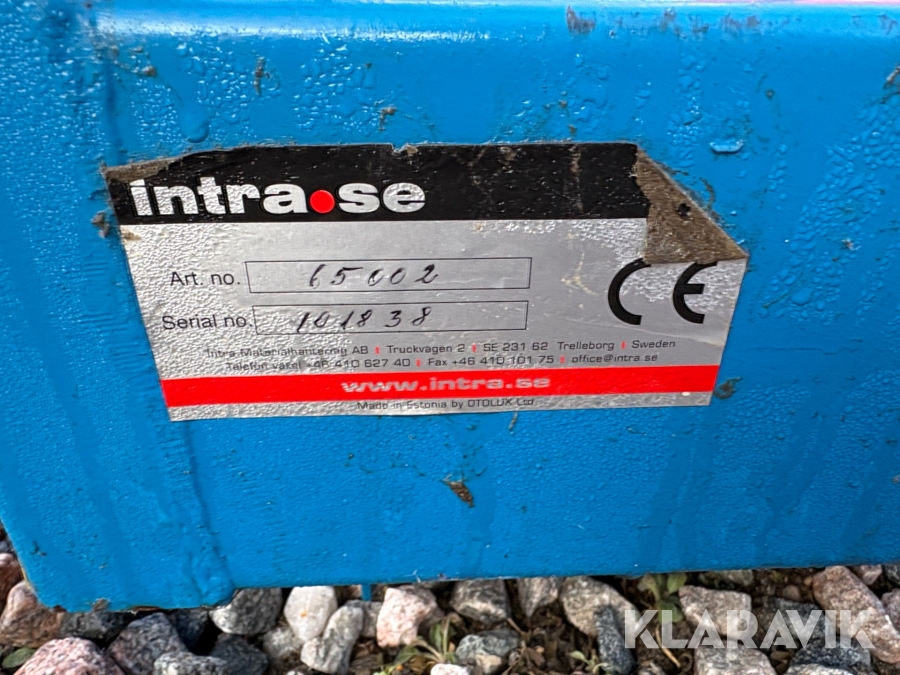 intra.se
Art. no. 65002
Serial no. 101838
CE
Intra Materialhantering AB Truckvägen 2 SE 231 62 Trelleborg Sweden
Telefon växel +46 410 627 40 Fax +46 410 101 75 office@intra.se
www.intra.se
Made in Estonia by OTOLUX Ltd.
KLARAVIK